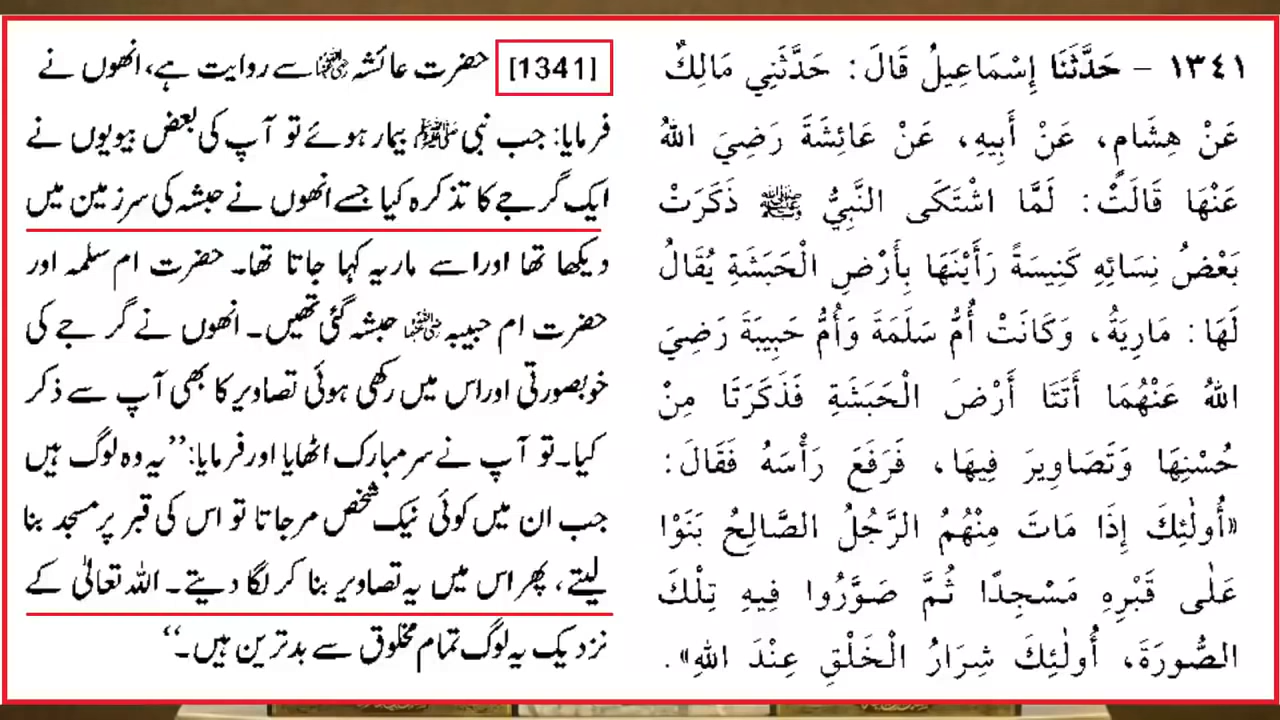 ١٣٤١ – حَدَّثَنَا إِسْمَاعِيلُ قَالَ: حَدَّثَنِي مَالِكٌ
عَنْ هِشَامٍ، عَنْ أَبِيهِ، عَنْ عَائِشَةَ رَضِيَ اللهُ
عَنْهَا قَالَتْ: لَمَّا اشْتَكَى النَّبِيُّ ﷺ ذَكَرَتْ
بَعْضُ نِسَائِهِ كَنِيسَةً رَأَيْنَهَا بِأَرْضِ الْحَبَشَةِ يُقَالُ
لَهَا: مَارِيَةُ، وَكَانَتْ أُمُّ سَلَمَةَ وَأُمُّ حَبِيبَةَ رَضِيَ
اللهُ عَنْهُمَا أَتَتَا أَرْضَ الْحَبَشَةِ فَذَكَرَتَا مِنْ
حُسْنِهَا وَتَصَاوِيرَ فِيهَا، فَرَفَعَ رَأْسَهُ فَقَالَ:
«أُولٰئِكَ إِذَا مَاتَ مِنْهُمُ الرَّجُلُ الصَّالِحُ بَنَوْا
عَلٰى قَبْرِهِ مَسْجِدًا ثُمَّ صَوَّرُوا فِيهِ تِلْكَ
الصُّورَةَ، أُولٰئِكَ شِرَارُ الْخَلْقِ عِنْدَ اللهِ».
[1341] حضرت عائشہ ؓ سے روایت ہے، انھوں نے
فرمایا: جب نبی ﷺ بیمار ہوئے تو آپ کی بعض بیویوں نے
ایک گرجے کا تذکرہ کیا جسے انھوں نے حبشہ کی سرزمین میں
دیکھا تھا اور اسے ماریہ کہا جاتا تھا۔ حضرت ام سلمہ اور
حضرت ام حبیبہ ؓ حبشہ گئی تھیں۔ انھوں نے گرجے کی
خوبصورتی اور اس میں رکھی ہوئی تصاویر کا بھی آپ سے ذکر
کیا۔ تو آپ نے سر مبارک اٹھایا اور فرمایا: ’’یہ وہ لوگ ہیں
جب ان میں کوئی نیک شخص مر جاتا تو اس کی قبر پر مسجد بنا
لیتے، پھر اس میں یہ تصاویر بنا کر لگا دیتے۔ اللہ تعالیٰ کے
نزدیک یہ لوگ تمام مخلوق سے بدترین ہیں۔‘‘